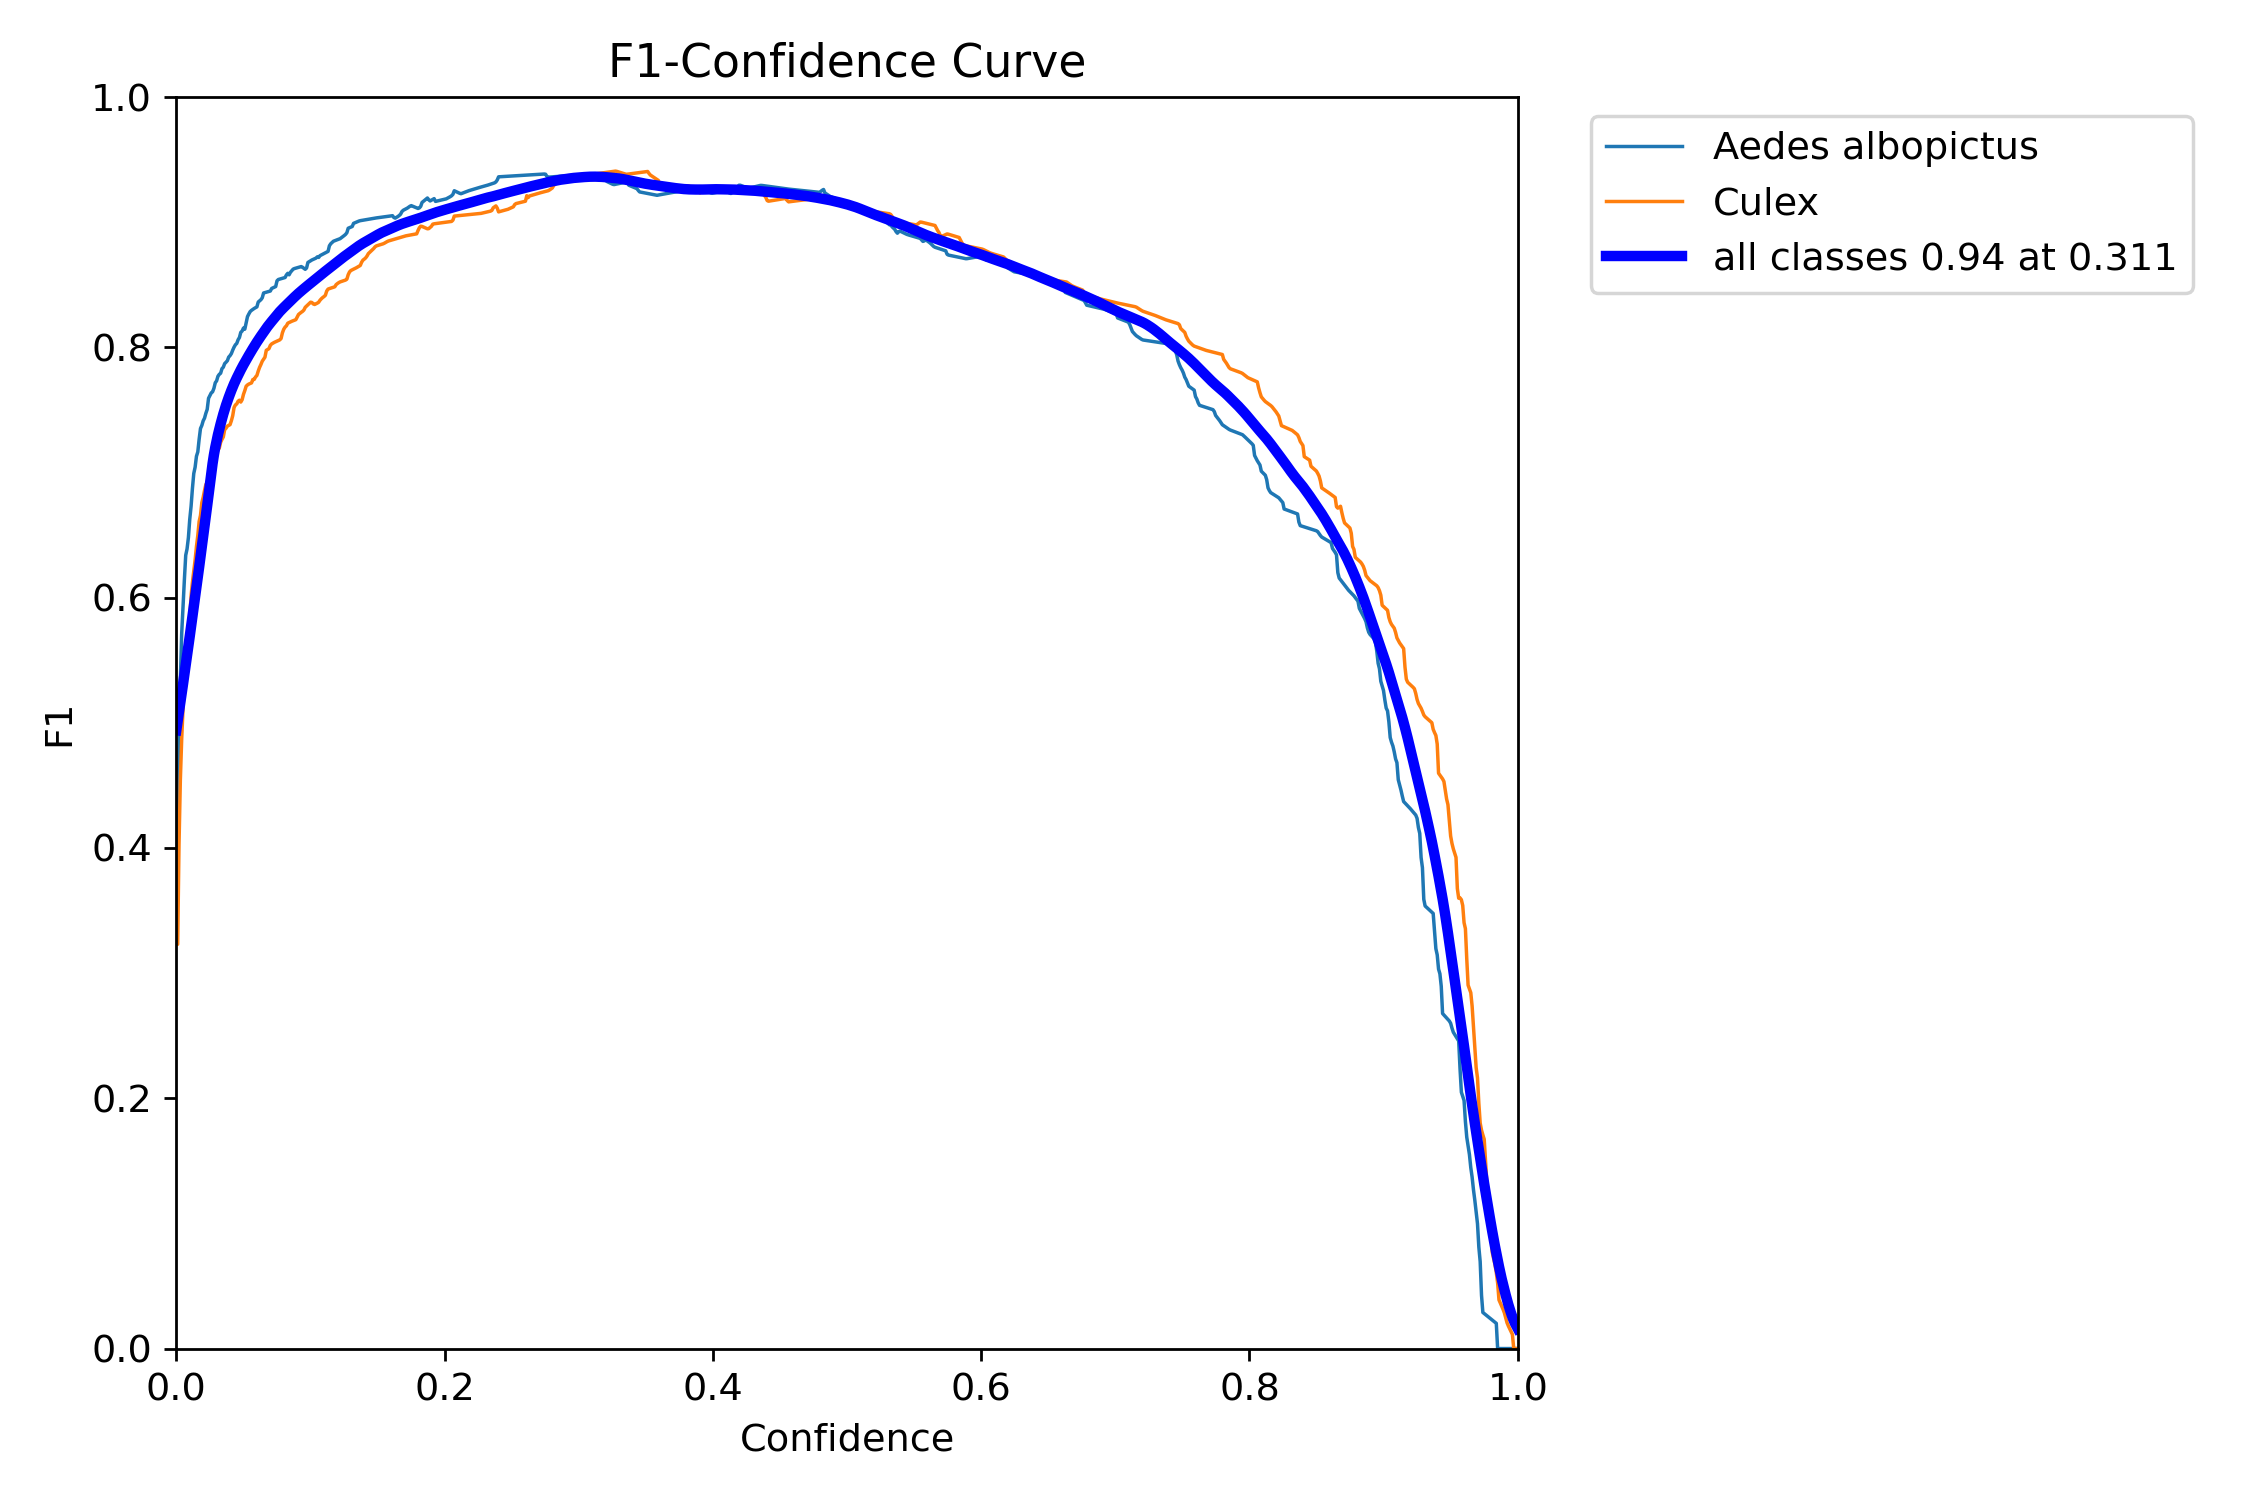 F1-Confidence Curve
1.0
0.8
0.6
0.4
0.2
0.0
F1
0.0 0.2 0.4 0.6 0.8 1.0
Confidence
Aedes albopictus
Culex
all classes 0.94 at 0.311